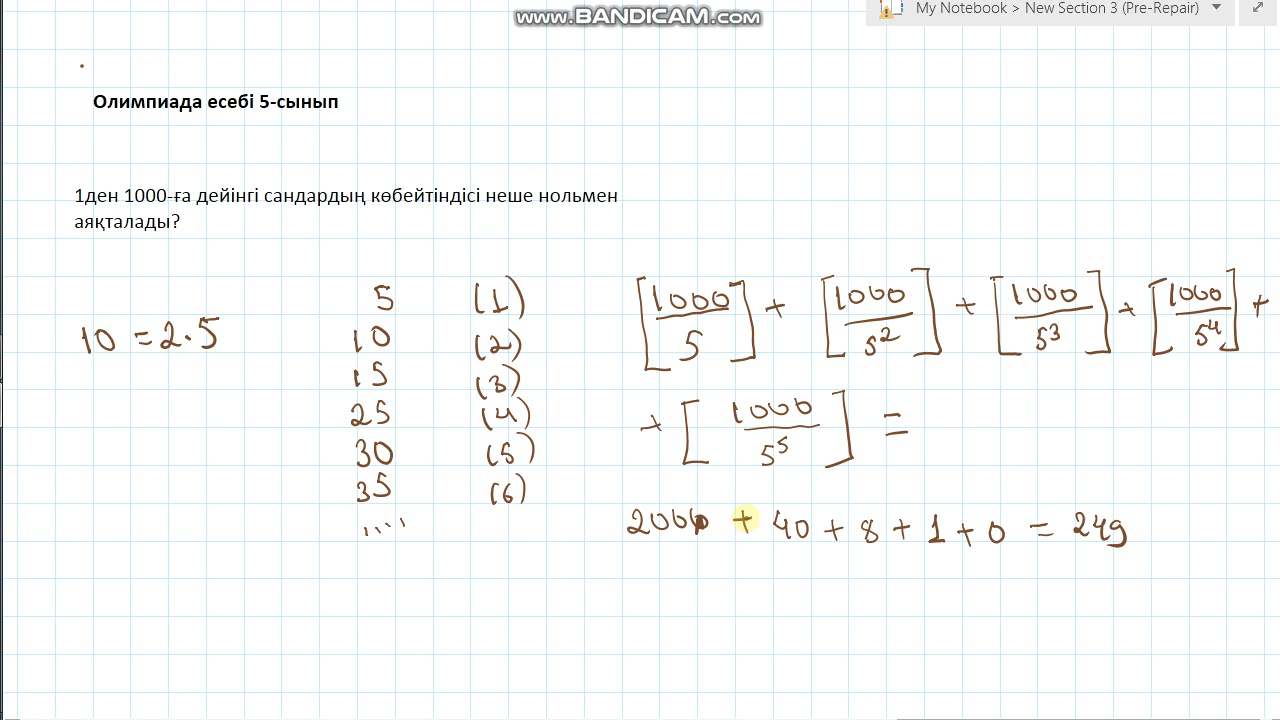 www.BANDICAM.com
My Notebook > New Section 3 (Pre-Repair)
Олимпиада есебі 5-сынып
1ден 1000-ға дейінгі сандардың көбейтіндісі неше нольмен
аяқталады?
10 = 2 · 5
5 (1)
10 (2)
15 (3)
25 (4)
30 (5)
35 (6)
....
[1000/5] + [1000/5²] + [1000/5³] + [1000/5⁴] +
+ [1000/5⁵] =
200 + 40 + 8 + 1 + 0 = 249